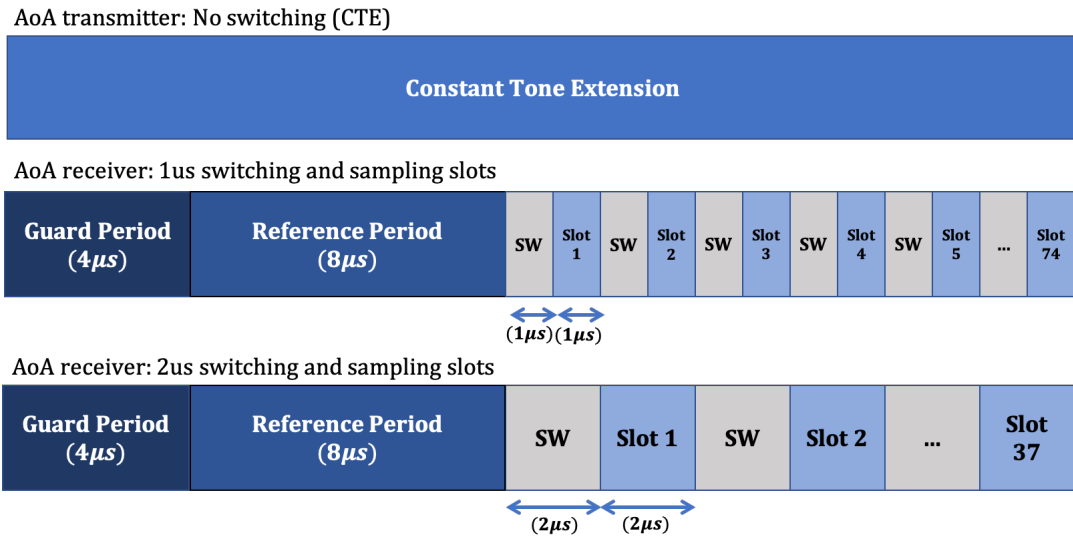 AoA transmitter: No switching (CTE)
Constant Tone Extension
AoA receiver: 1us switching and sampling slots
Guard Period
(4μs)
Reference Period
(8μs)
SW
Slot
1
SW
Slot
2
SW
Slot
3
SW
Slot
4
SW
Slot
5
...
Slot
74
(1μs)
(1μs)
AoA receiver: 2us switching and sampling slots
Guard Period
(4μs)
Reference Period
(8μs)
SW
Slot 1
SW
Slot 2
...
Slot
37
(2μs)
(2μs)